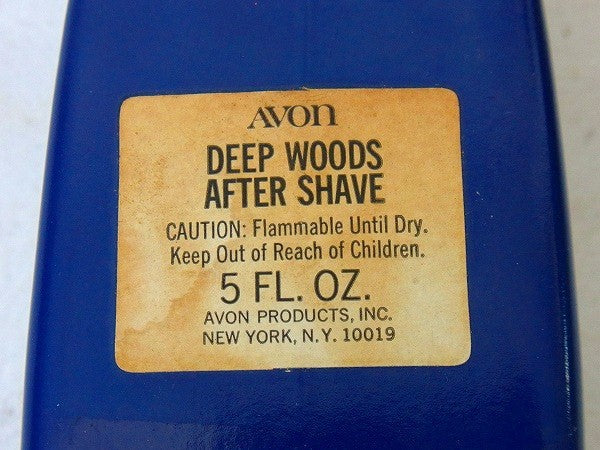 AVON
DEEP WOODS
AFTER SHAVE
CAUTION: Flammable Until Dry.
Keep Out of Reach of Children.
5 FL. OZ.
AVON PRODUCTS, INC.
NEW YORK, N.Y. 10019